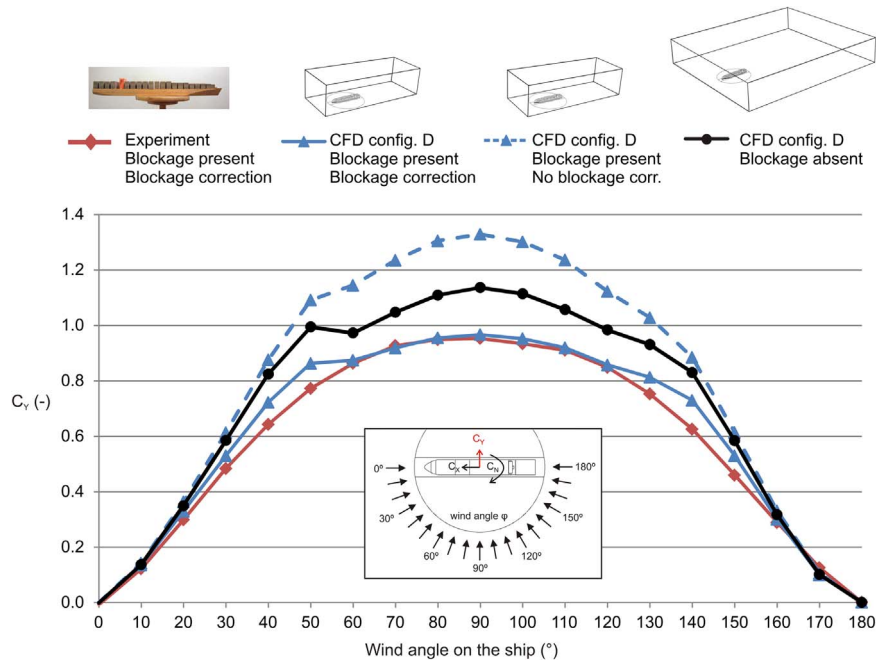 Experiment
Blockage present
Blockage correction
CFD config. D
Blockage present
Blockage correction
CFD config. D
Blockage present
No blockage corr.
CFD config. D
Blockage absent
1.4
1.2
1.0
0.8
0.6
0.4
0.2
0.0
C_Y (-)
C_Y
C_X
C_N
0°
180°
wind angle φ
30°
150°
60°
120°
90°
0 10 20 30 40 50 60 70 80 90 100 110 120 130 140 150 160 170 180
Wind angle on the ship (°)